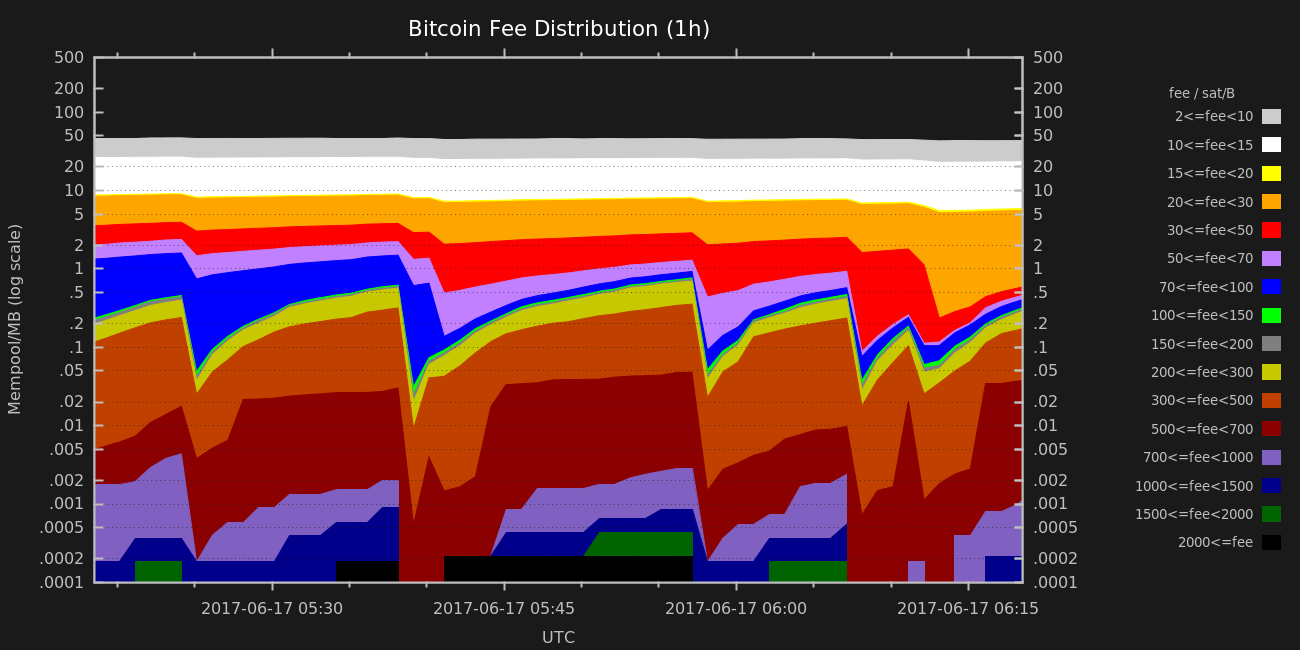 Bitcoin Fee Distribution (1h)
500 500
fee / sat/B
200 200
100 100
50 50
20 20
10 10
5 5
2 2
1 1
.5 .5
.2 .2
.1 .1
.05 .05
.02 .02
.01 .01
.005 .005
.002 .002
.001 .001
.0005 .0005
.0002 .0002
.0001 .0001
2<=fee<10
10<=fee<15
15<=fee<20
20<=fee<30
30<=fee<50
50<=fee<70
70<=fee<100
100<=fee<150
150<=fee<200
200<=fee<300
300<=fee<500
500<=fee<700
700<=fee<1000
1000<=fee<1500
1500<=fee<2000
2000<=fee
Mempool/MB (log scale)
2017-06-17 05:30 2017-06-17 05:45 2017-06-17 06:00 2017-06-17 06:15
UTC